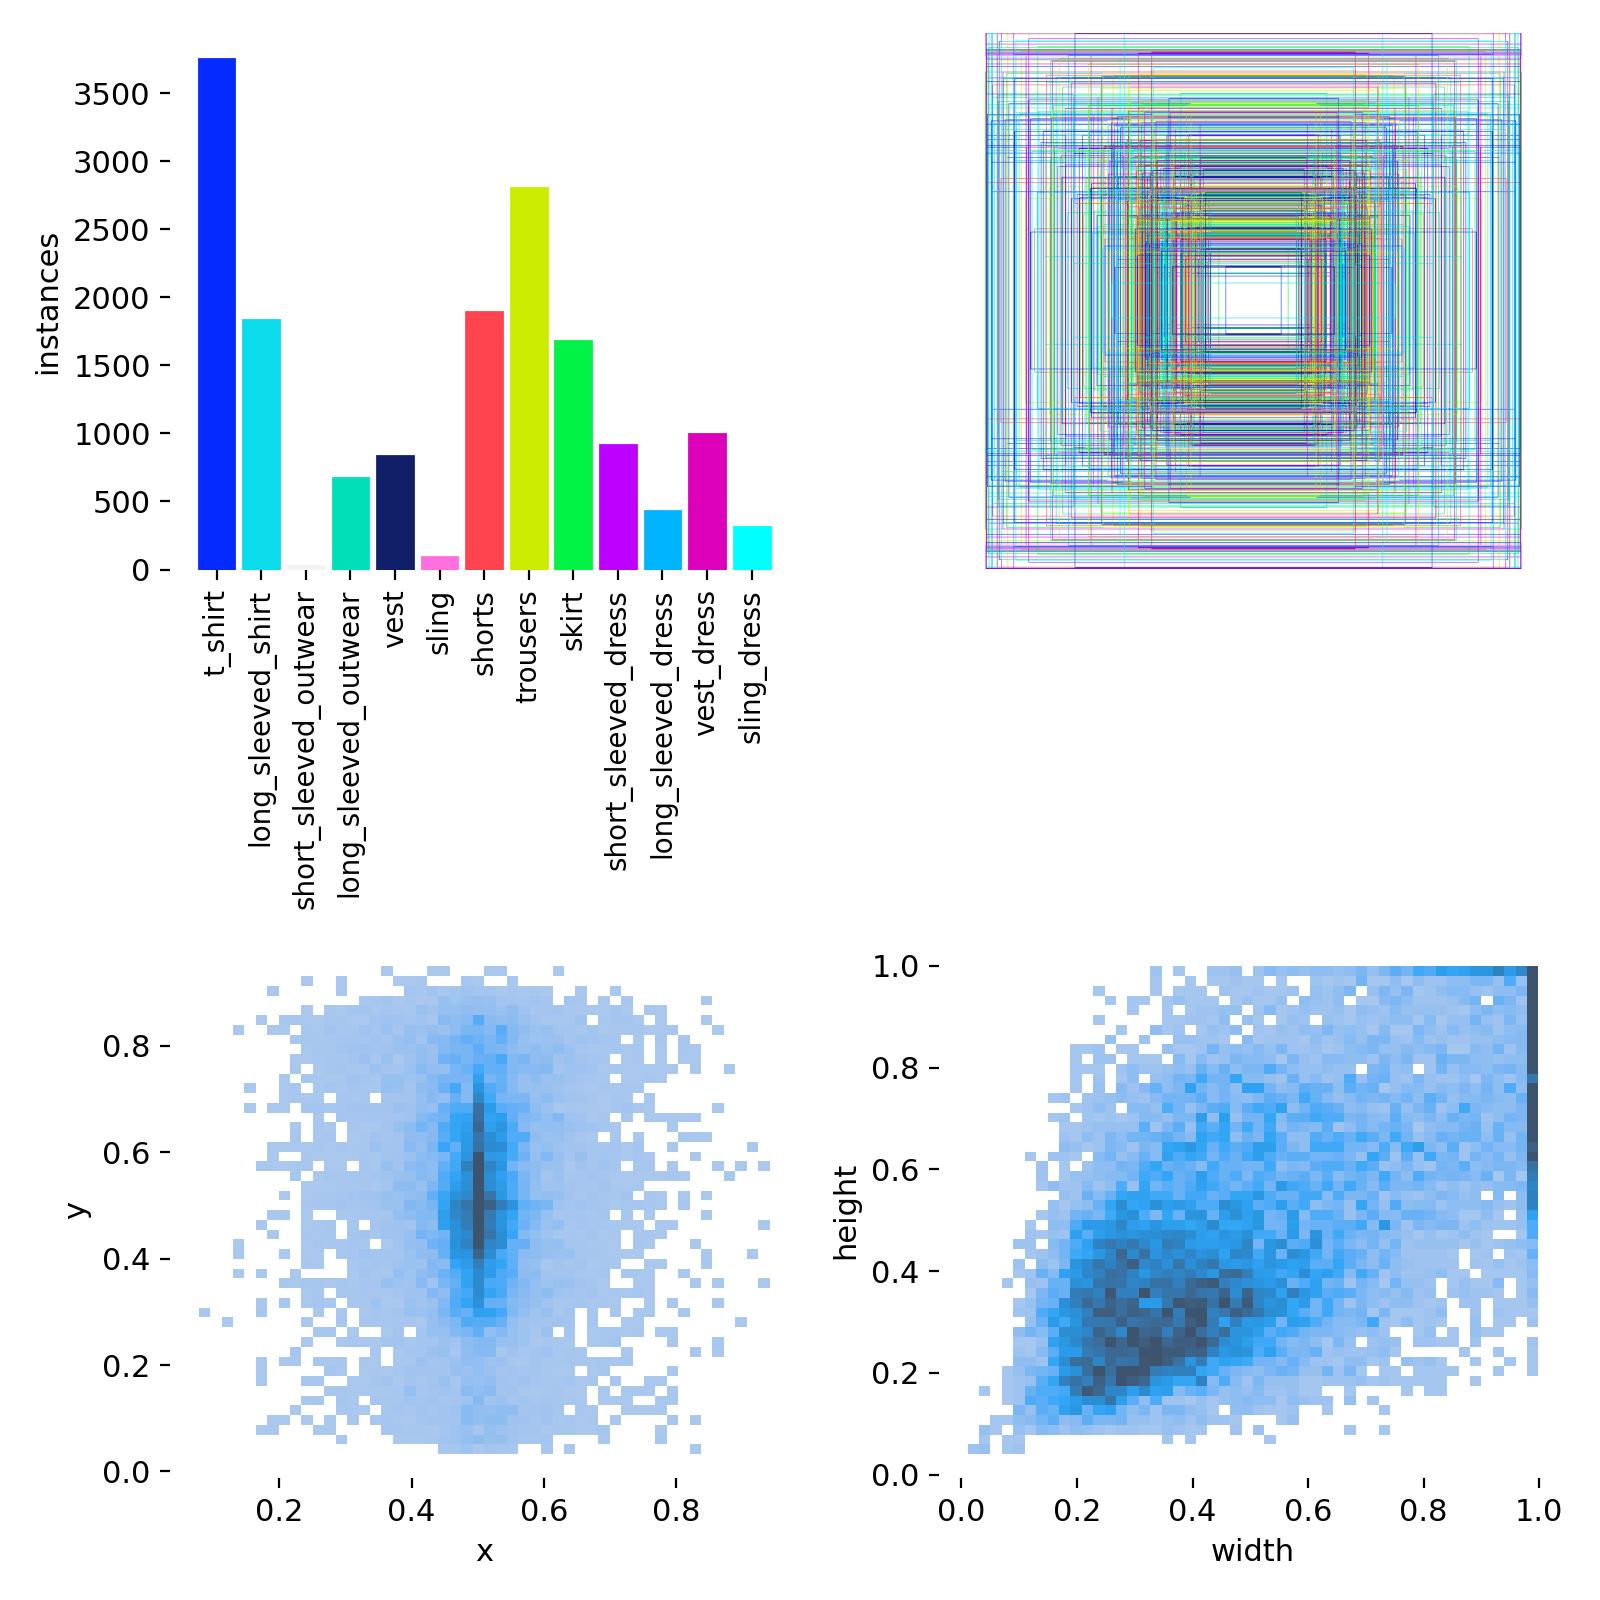 instances
3500
3000
2500
2000
1500
1000
500
0
t_shirt
long_sleeved_shirt
short_sleeved_outwear
long_sleeved_outwear
vest
sling
shorts
trousers
skirt
short_sleeved_dress
long_sleeved_dress
vest_dress
sling_dress
y
0.8
0.6
0.4
0.2
0.0
0.2 0.4 0.6 0.8
x
height
1.0
0.8
0.6
0.4
0.2
0.0
0.0 0.2 0.4 0.6 0.8 1.0
width